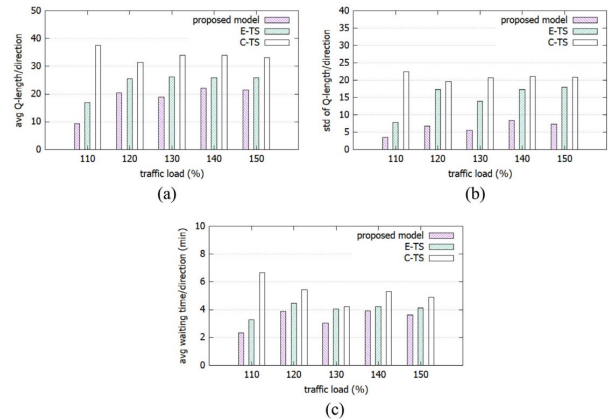 avg Q-length/direction
50
40
30
20
10
0
proposed model
E-TS
C-TS
110 120 130 140 150
traffic load (%)
(a)
std of Q-length/direction
40
35
30
25
20
15
10
5
0
proposed model
E-TS
C-TS
110 120 130 140 150
traffic load (%)
(b)
avg waiting time/direction (min)
10
8
6
4
2
0
proposed model
E-TS
C-TS
110 120 130 140 150
traffic load (%)
(c)